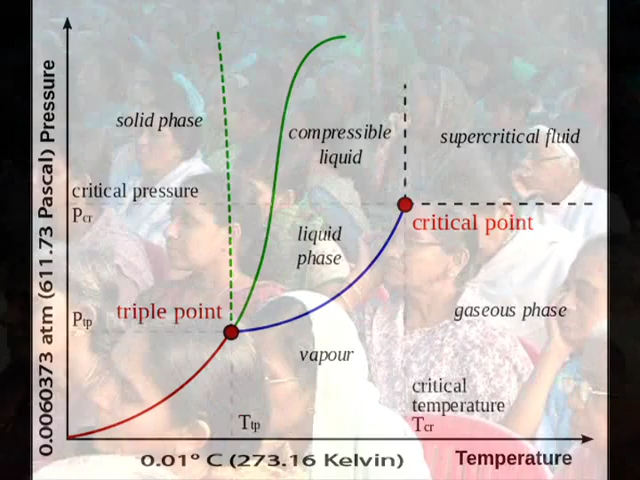 solid phase
compressible
liquid
supercritical fluid
critical pressure
Pcr
critical point
liquid
phase
triple point
Ptp
gaseous phase
vapour
critical
temperature
Tcr
Ttp
0.0060373 atm (611.73 Pascal) Pressure
0.01° C (273.16 Kelvin)
Temperature